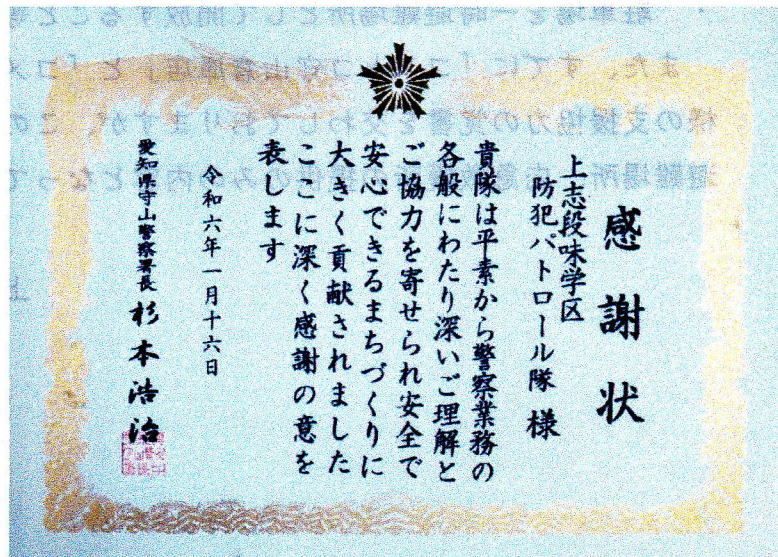 感謝状
上志段味学区
防犯パトロール隊 様
貴隊は平素から警察業務の
各般にわたり深いご理解と
ご協力を寄せられ安全で
安心できるまちづくりに
大きく貢献されました
ここに深く感謝の意を
表します
令和六年一月十六日
愛知県守山警察署長 杉本浩治